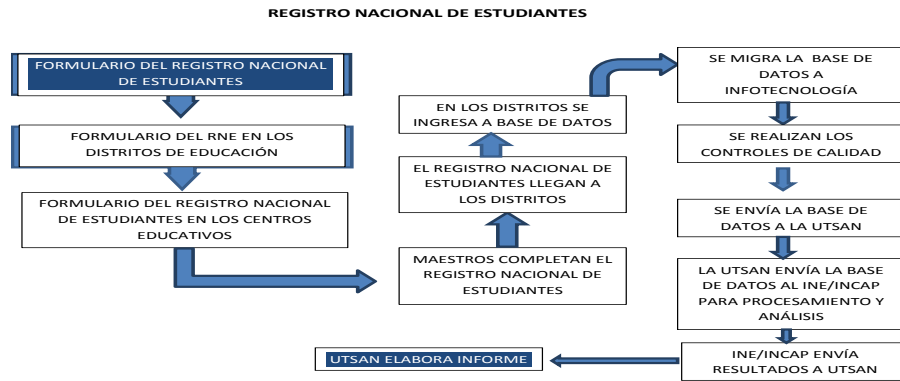 REGISTRO NACIONAL DE ESTUDIANTES
FORMULARIO DEL REGISTRO NACIONAL
DE ESTUDIANTES
FORMULARIO DEL RNE EN LOS
DISTRITOS DE EDUCACIÓN
FORMULARIO DEL REGISTRO NACIONAL
DE ESTUDIANTES EN LOS CENTROS
EDUCATIVOS
MAESTROS COMPLETAN EL
REGISTRO NACIONAL DE
ESTUDIANTES
EL REGISTRO NACIONAL DE
ESTUDIANTES LLEGAN A
LOS DISTRITOS
EN LOS DISTRITOS SE
INGRESA A BASE DE DATOS
SE MIGRA LA BASE DE
DATOS A
INFOTECNOLOGÍA
SE REALIZAN LOS
CONTROLES DE CALIDAD
SE ENVÍA LA BASE DE
DATOS A LA UTSAN
LA UTSAN ENVÍA LA BASE
DE DATOS AL INE/INCAP
PARA PROCESAMIENTO Y
ANÁLISIS
INE/INCAP ENVÍA
RESULTADOS A UTSAN
UTSAN ELABORA INFORME